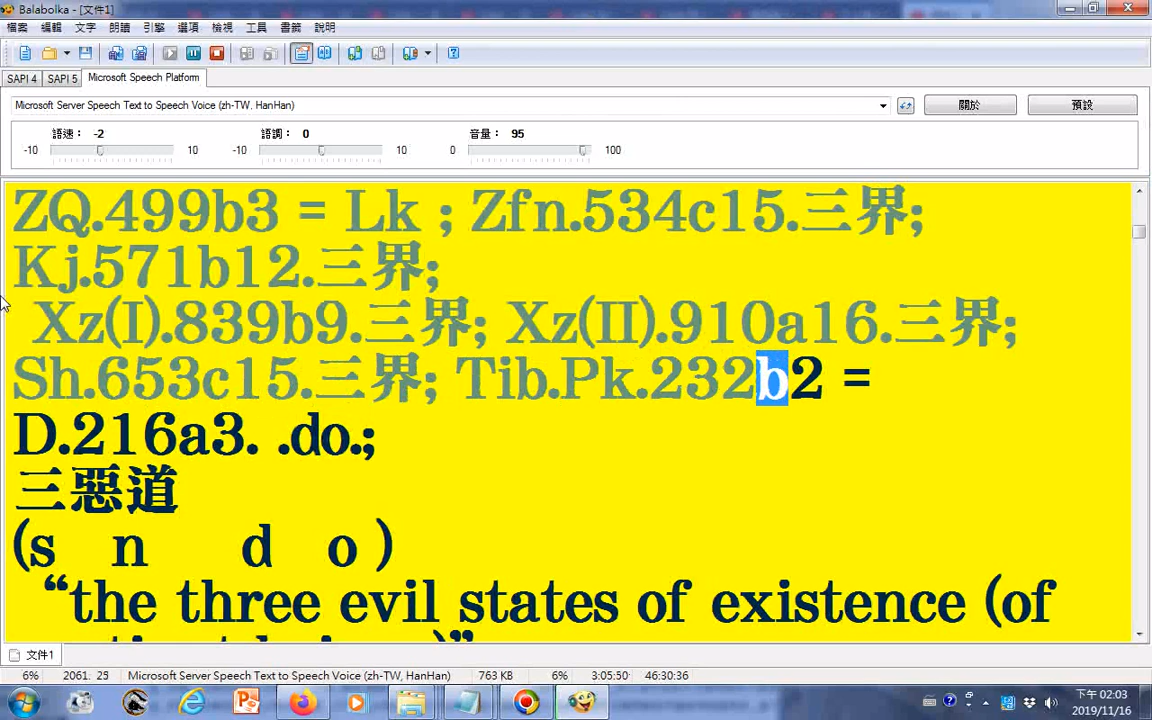 Balabolka - [文件1]
檔案 編輯 文字 朗讀 引擎 選項 檢視 工具 書籤 說明
SAPI 4 SAPI 5 Microsoft Speech Platform
Microsoft Server Speech Text to Speech Voice (zh-TW, HanHan) 關於 預設
語速： -2 語調： 0 音量： 95
-10 10 -10 10 0 100
ZQ.499b3 = Lk ; Zfn.534c15.三界;
Kj.571b12.三界;
Xz(I).839b9.三界; Xz(II).910a16.三界;
Sh.653c15.三界; Tib.Pk.232b2 =
D.216a3. .do.;
三惡道
(s n d o )
“the three evil states of existence (of
文件1
6% 2061: 25 Microsoft Server Speech Text to Speech Voice (zh-TW, HanHan) 763 KB 6% 3:05:50 46:30:36
下午 02:03
2019/11/16